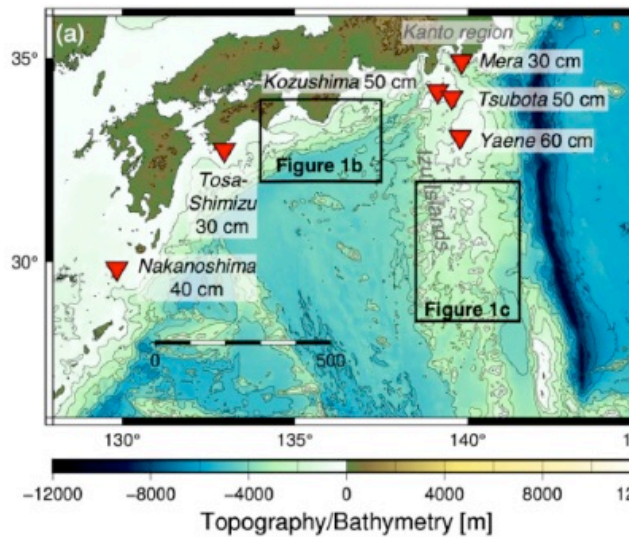 (a)
Kanto region
35°
Mera 30 cm
Kozushima 50 cm
Tsubota 50 cm
Yaene 60 cm
Figure 1b
Izu Islands
Tosa-
Shimizu
30 cm
30°
Nakanoshima
40 cm
Figure 1c
0 500
130° 135° 140°
−12000 −8000 −4000 0 4000 8000
Topography/Bathymetry [m]